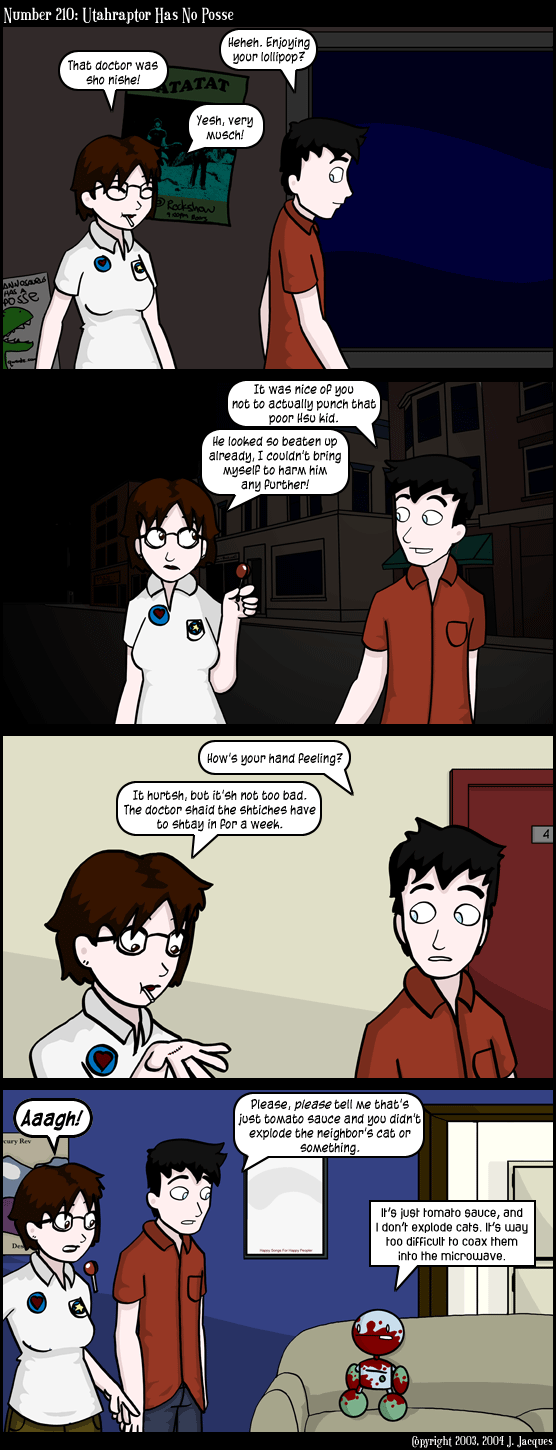 Number 210: Utahraptor Has No Posse
That doctor was
sho nishe!
Heheh. Enjoying
your lollipop?
Yesh, very
musch!
ATATAT
@ Rockshow
POSSE
HAS A
It was nice of you
not to actually punch that
poor Hsu kid.
He looked so beaten up
already, I couldn't bring
myself to harm him
any further!
How's your hand feeling?
It hurtsh, but it'sh not too bad.
The doctor shaid the shtiches have
to shtay in for a week.
4
Aaagh!
Please, please tell me that's
just tomato sauce and you didn't
explode the neighbor's cat or
something.
cury Rev
Des
Happy Songs For Happy People
It's just tomato sauce, and
I don't explode cats. It's way
too difficult to coax them
into the microwave.
Copyright 2003, 2004 J. Jacques